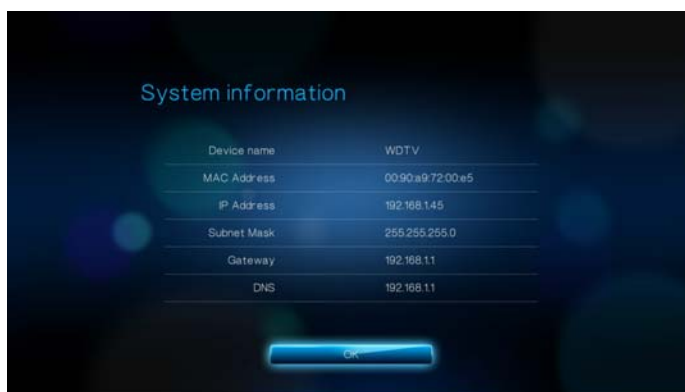 System information
Device name WDTV
MAC Address 00:90:a9:72:00:e5
IP Address 192.168.1.45
Subnet Mask 255.255.255.0
Gateway 192.168.1.1
DNS 192.168.1.1
OK